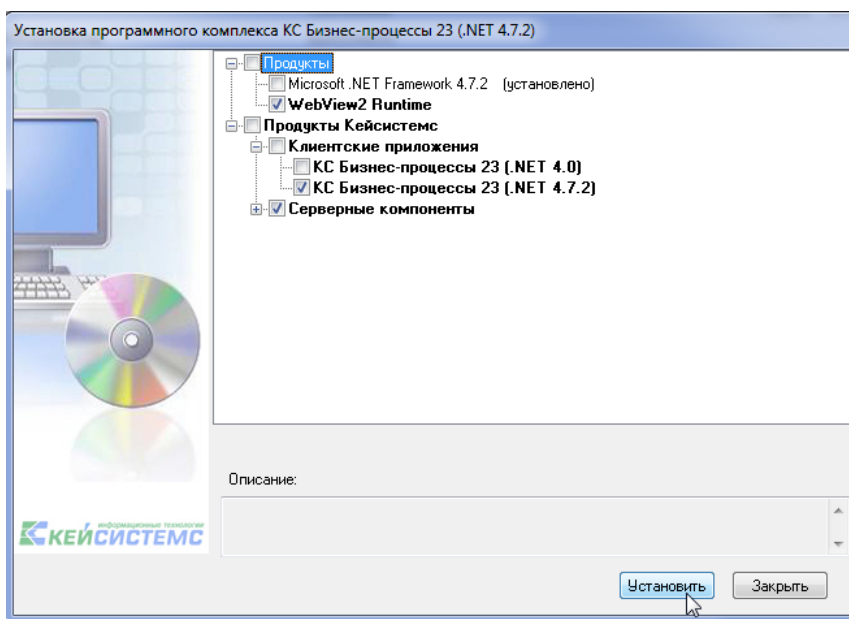 Установка программного комплекса КС Бизнес-процессы 23 (.NET 4.7.2)
Продукты
Microsoft .NET Framework 4.7.2 (установлено)
WebView2 Runtime
Продукты Кейсистемс
Клиентские приложения
КС Бизнес-процессы 23 (.NET 4.0)
КС Бизнес-процессы 23 (.NET 4.7.2)
Серверные компоненты
Описание:
информационные технологии
КЕЙСИСТЕМС
Установить
Закрыть